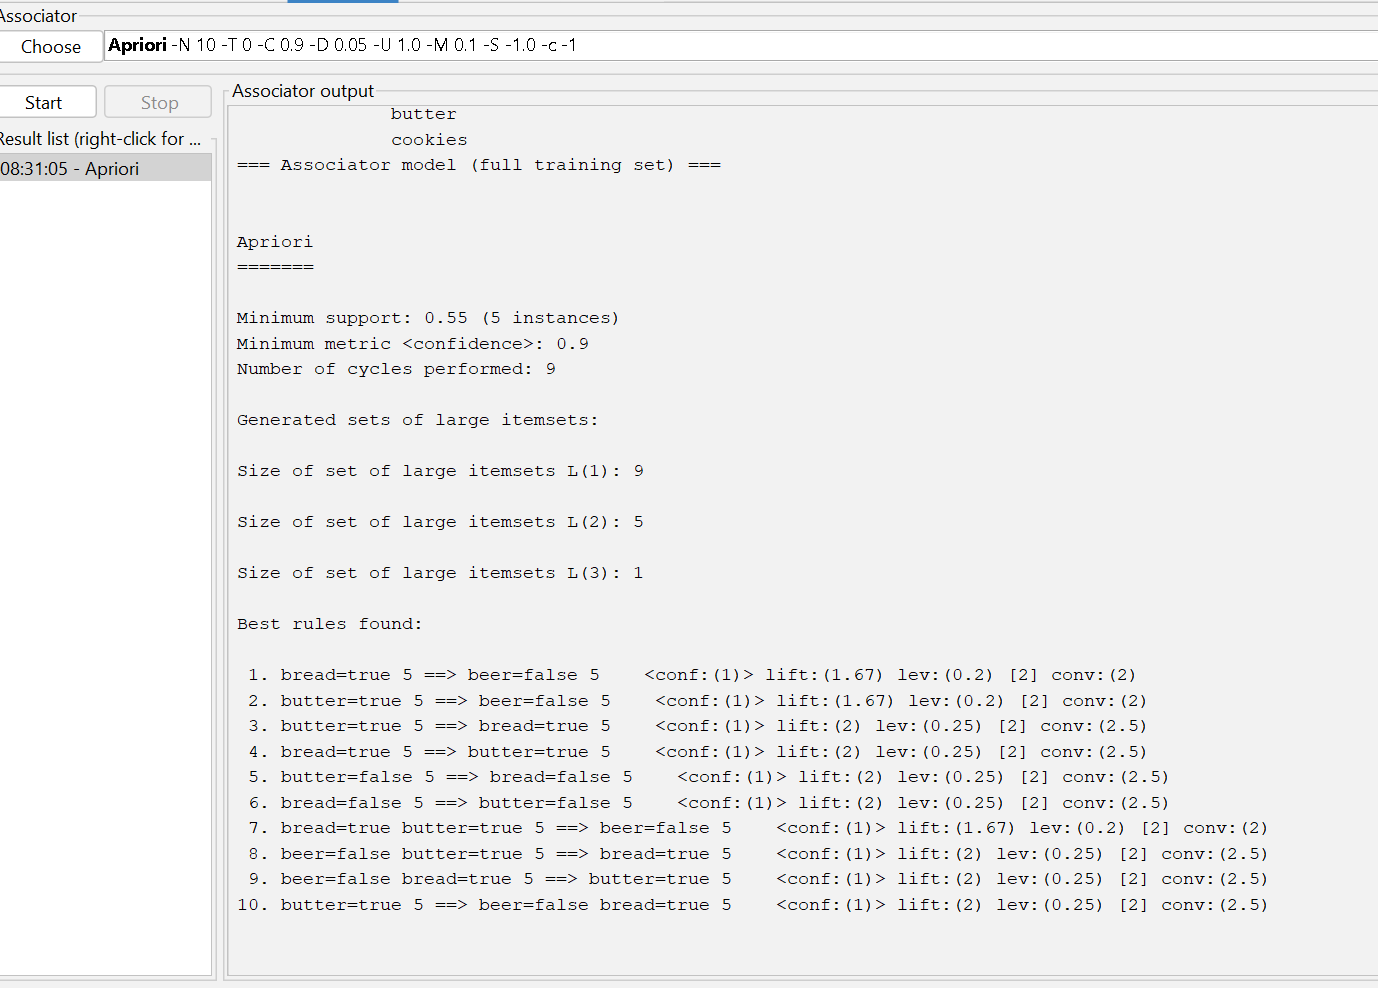 Associator
Choose
Apriori -N 10 -T 0 -C 0.9 -D 0.05 -U 1.0 -M 0.1 -S -1.0 -c -1
Start
Stop
Result list (right-click for ...
08:31:05 - Apriori
Associator output
butter
cookies
=== Associator model (full training set) ===
Apriori
=======
Minimum support: 0.55 (5 instances)
Minimum metric <confidence>: 0.9
Number of cycles performed: 9
Generated sets of large itemsets:
Size of set of large itemsets L(1): 9
Size of set of large itemsets L(2): 5
Size of set of large itemsets L(3): 1
Best rules found:
1. bread=true 5 ==> beer=false 5    <conf:(1)> lift:(1.67) lev:(0.2) [2] conv:(2)
2. butter=true 5 ==> beer=false 5    <conf:(1)> lift:(1.67) lev:(0.2) [2] conv:(2)
3. butter=true 5 ==> bread=true 5    <conf:(1)> lift:(2) lev:(0.25) [2] conv:(2.5)
4. bread=true 5 ==> butter=true 5    <conf:(1)> lift:(2) lev:(0.25) [2] conv:(2.5)
5. butter=false 5 ==> bread=false 5    <conf:(1)> lift:(2) lev:(0.25) [2] conv:(2.5)
6. bread=false 5 ==> butter=false 5    <conf:(1)> lift:(2) lev:(0.25) [2] conv:(2.5)
7. bread=true butter=true 5 ==> beer=false 5    <conf:(1)> lift:(1.67) lev:(0.2) [2] conv:(2)
8. beer=false butter=true 5 ==> bread=true 5    <conf:(1)> lift:(2) lev:(0.25) [2] conv:(2.5)
9. beer=false bread=true 5 ==> butter=true 5    <conf:(1)> lift:(2) lev:(0.25) [2] conv:(2.5)
10. butter=true 5 ==> beer=false bread=true 5    <conf:(1)> lift:(2) lev:(0.25) [2] conv:(2.5)